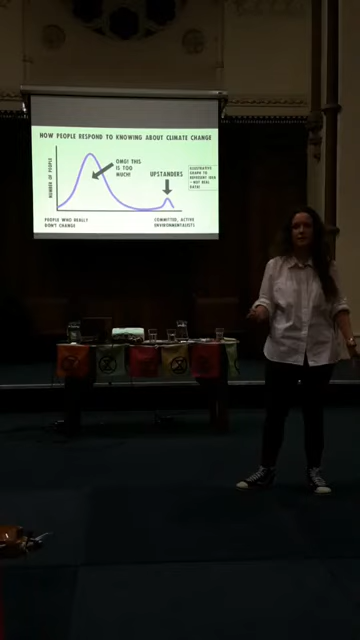 HOW PEOPLE RESPOND TO KNOWING ABOUT CLIMATE CHANGE
NUMBER OF PEOPLE
OMG! THIS
IS TOO
MUCH!
UPSTANDERS
ILLUSTRATIVE
GRAPH TO
REPRESENT IDEA
- NOT REAL
DATA!
PEOPLE WHO REALLY
DON'T CHANGE
COMMITTED, ACTIVE
ENVIRONMENTALISTS